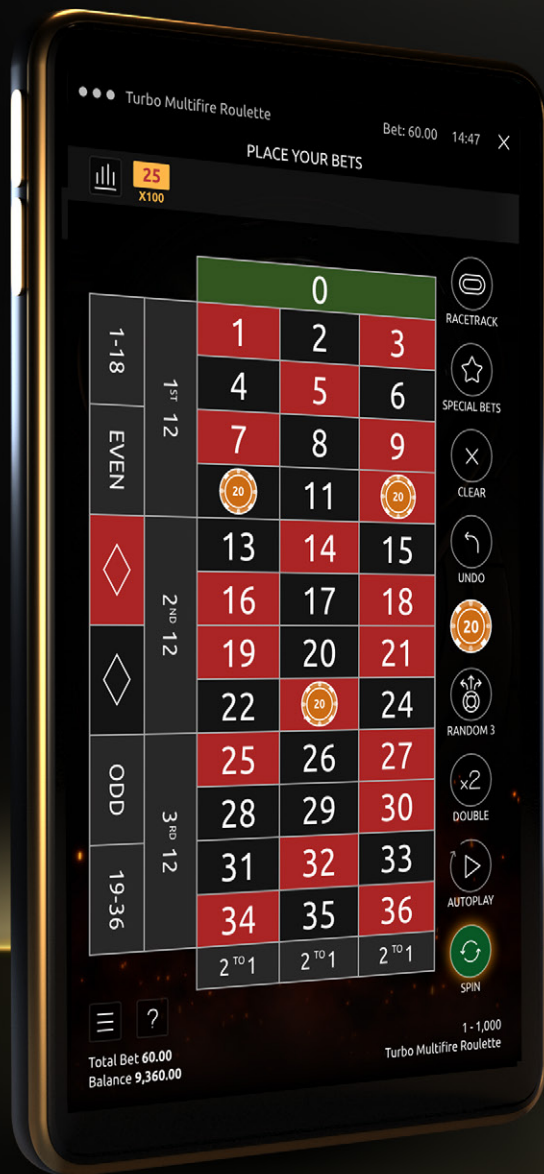 Turbo Multifire Roulette
Bet: 60.00 14:47 X
PLACE YOUR BETS
25
X100
0
1 2 3
4 5 6
7 8 9
20 11 20
13 14 15
16 17 18
19 20 21
22 20 24
25 26 27
28 29 30
31 32 33
34 35 36
2 TO 1 2 TO 1 2 TO 1
1ST 12
2ND 12
3RD 12
1-18
EVEN
ODD
19-36
RACETRACK
SPECIAL BETS
CLEAR
UNDO
20
RANDOM 3
x2
DOUBLE
AUTOPLAY
SPIN
?
Total Bet 60.00
Balance 9,360.00
1 - 1,000
Turbo Multifire Roulette